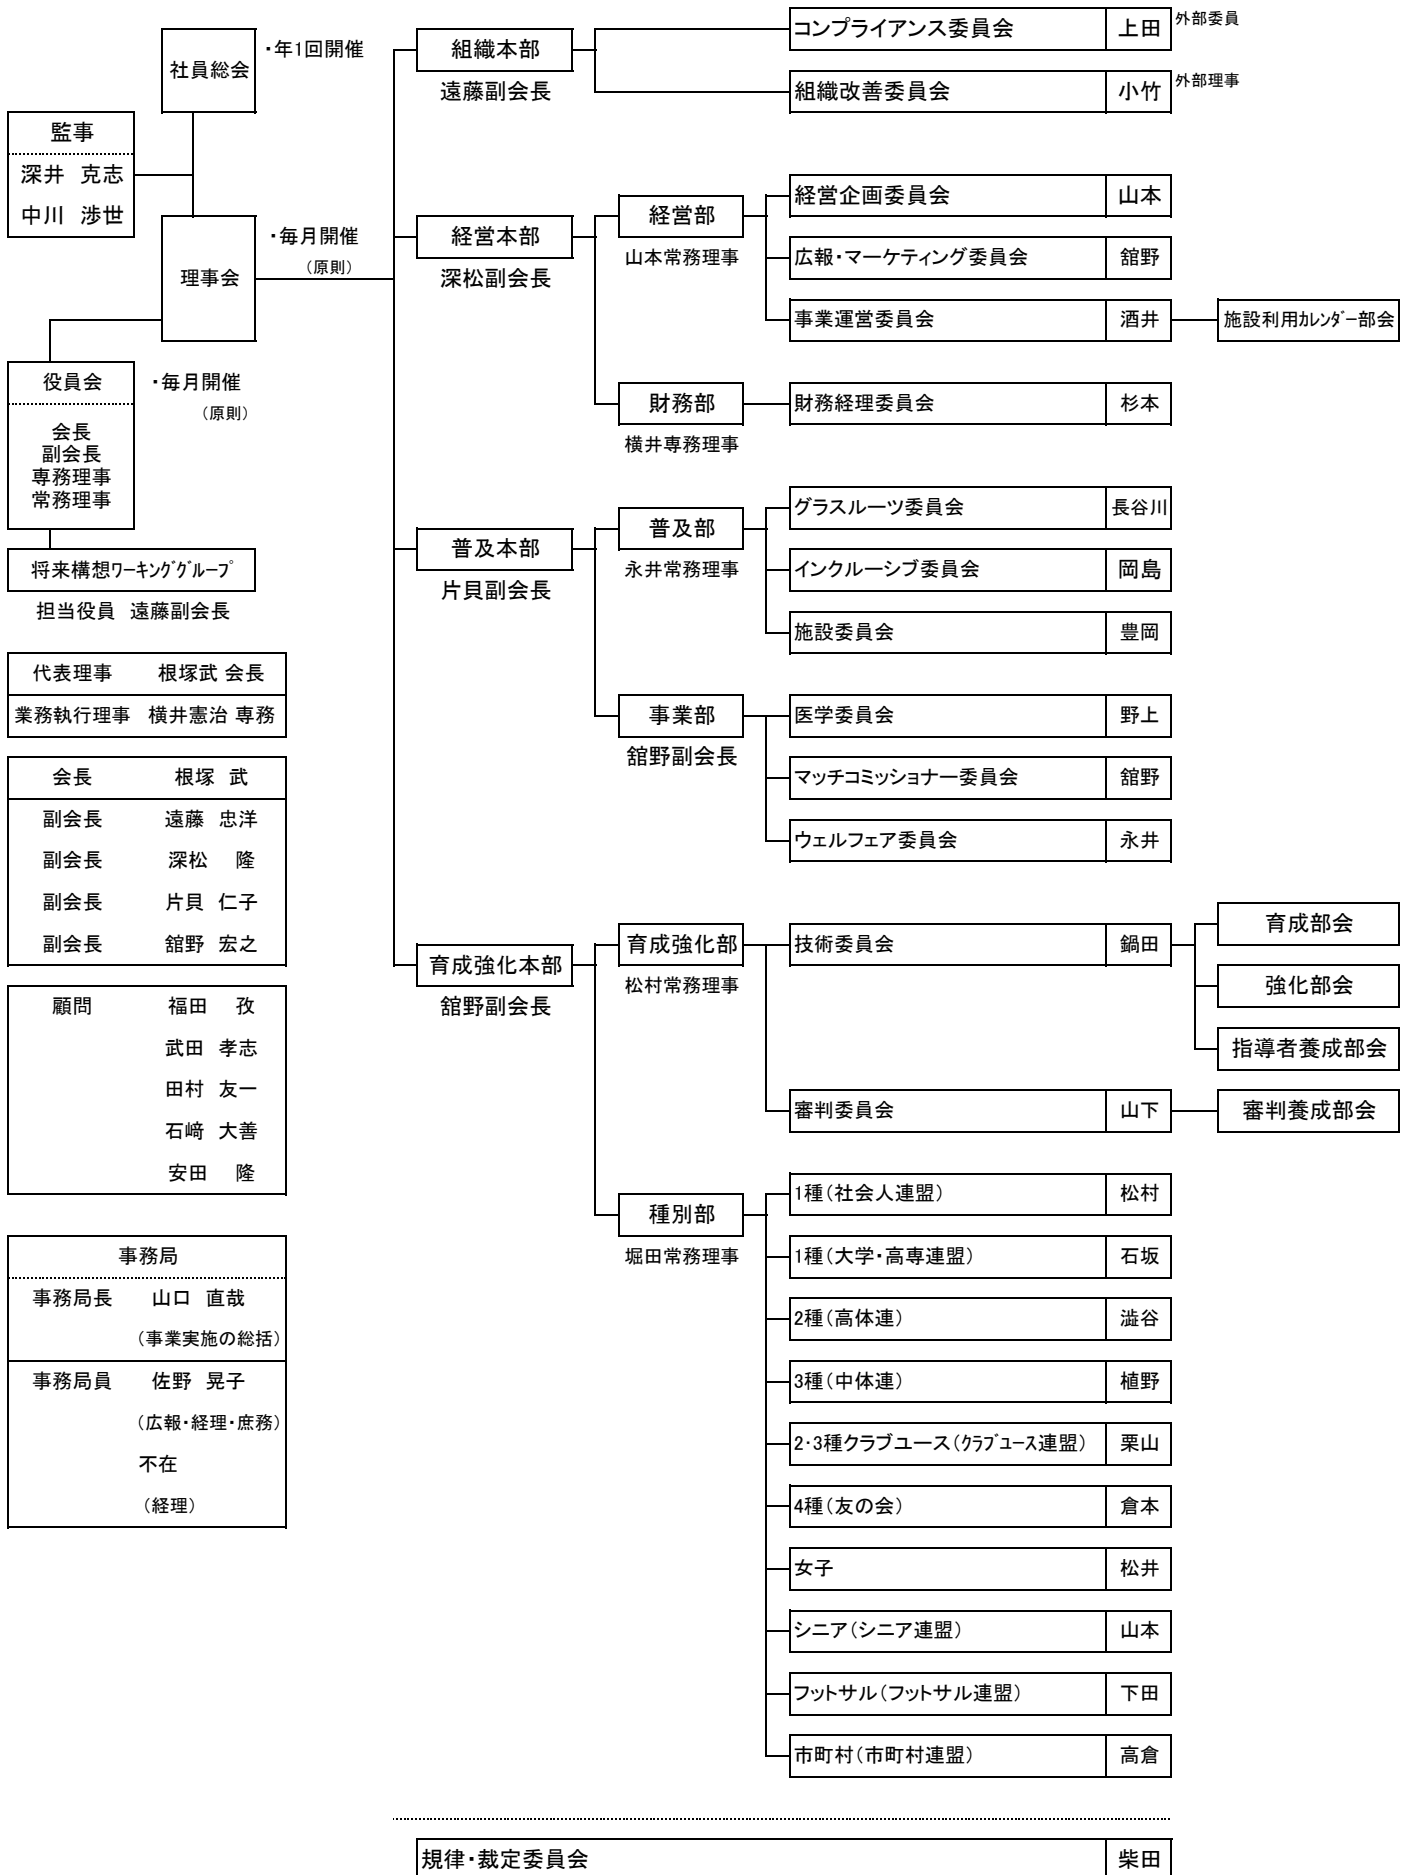 社員総会
・年1回開催
監事
深井 克志
中川 渉世
理事会
・毎月開催
（原則）
役員会
・毎月開催
（原則）
会長
副会長
専務理事
常務理事
将来構想ﾜｰｷﾝｸﾞｸﾞﾙｰﾌﾟ
担当役員 遠藤副会長
代表理事 根塚武 会長
業務執行理事 横井憲治 専務
会長 根塚 武
副会長 遠藤 忠洋
副会長 深松 隆
副会長 片貝 仁子
副会長 舘野 宏之
顧問 福田 孜
武田 孝志
田村 友一
石﨑 大善
安田 隆
事務局
事務局長 山口 直哉
（事業実施の総括）
事務局員 佐野 晃子
（広報・経理・庶務）
不在
（経理）
組織本部
遠藤副会長
コンプライアンス委員会 上田 外部委員
組織改善委員会 小竹 外部理事
経営本部
深松副会長
経営部
山本常務理事
経営企画委員会 山本
広報・マーケティング委員会 舘野
事業運営委員会 酒井 施設利用ｶﾚﾝﾀﾞｰ部会
財務部
横井専務理事
財務経理委員会 杉本
普及本部
片貝副会長
普及部
永井常務理事
グラスルーツ委員会 長谷川
インクルーシブ委員会 岡島
施設委員会 豊岡
事業部
舘野副会長
医学委員会 野上
マッチコミッショナー委員会 舘野
ウェルフェア委員会 永井
育成強化本部
舘野副会長
育成強化部
松村常務理事
技術委員会 鍋田
育成部会
強化部会
指導者養成部会
審判委員会 山下 審判養成部会
種別部
堀田常務理事
1種（社会人連盟） 松村
1種（大学・高専連盟） 石坂
2種（高体連） 澁谷
3種（中体連） 植野
2・3種クラブユース（ｸﾗﾌﾞﾕｰｽ連盟） 栗山
4種（友の会） 倉本
女子 松井
シニア（シニア連盟） 山本
フットサル（フットサル連盟） 下田
市町村（市町村連盟） 高倉
規律・裁定委員会 柴田